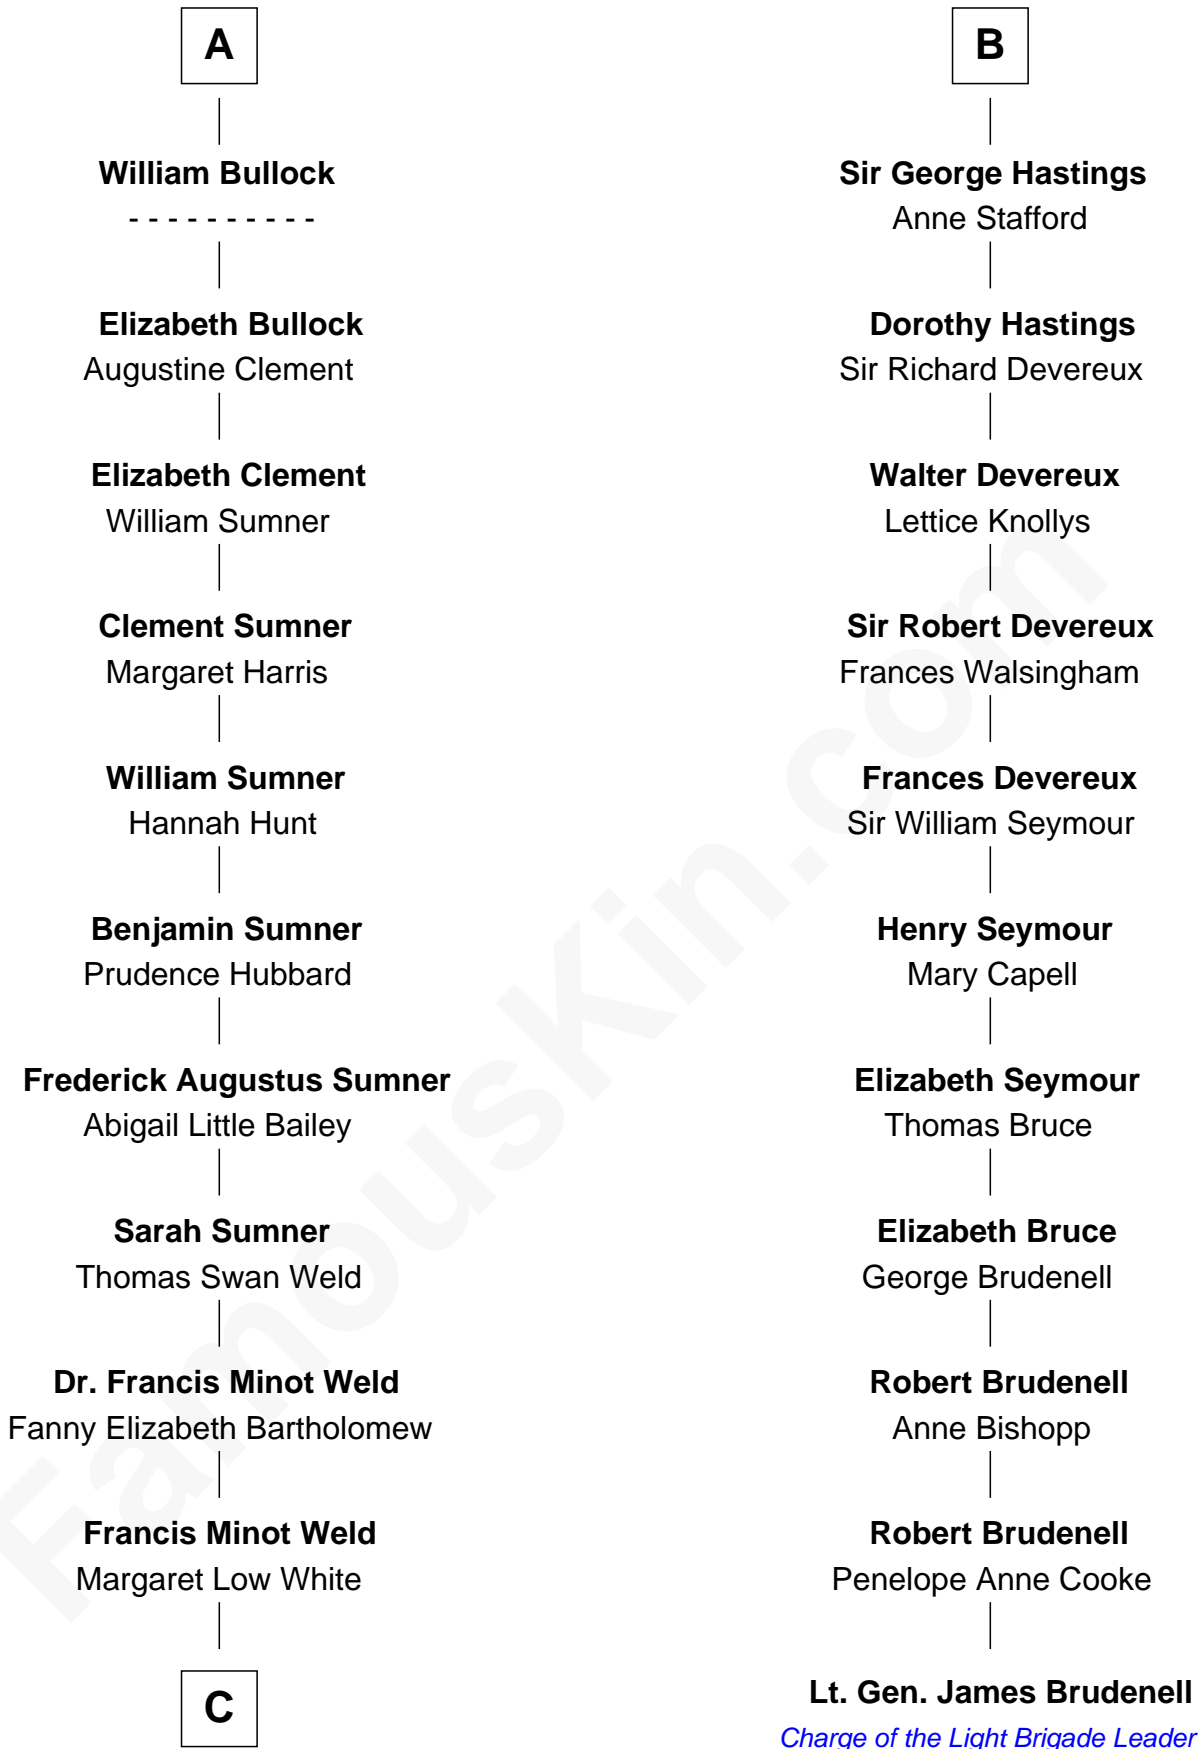 A
William Bullock
- - - - - - - - - -
Elizabeth Bullock
Augustine Clement
Elizabeth Clement
William Sumner
Clement Sumner
Margaret Harris
William Sumner
Hannah Hunt
Benjamin Sumner
Prudence Hubbard
Frederick Augustus Sumner
Abigail Little Bailey
Sarah Sumner
Thomas Swan Weld
Dr. Francis Minot Weld
Fanny Elizabeth Bartholomew
Francis Minot Weld
Margaret Low White
C
B
Sir George Hastings
Anne Stafford
Dorothy Hastings
Sir Richard Devereux
Walter Devereux
Lettice Knollys
Sir Robert Devereux
Frances Walsingham
Frances Devereux
Sir William Seymour
Henry Seymour
Mary Capell
Elizabeth Seymour
Thomas Bruce
Elizabeth Bruce
George Brudenell
Robert Brudenell
Anne Bishopp
Robert Brudenell
Penelope Anne Cooke
Lt. Gen. James Brudenell
Charge of the Light Brigade Leader
FamousKin.com